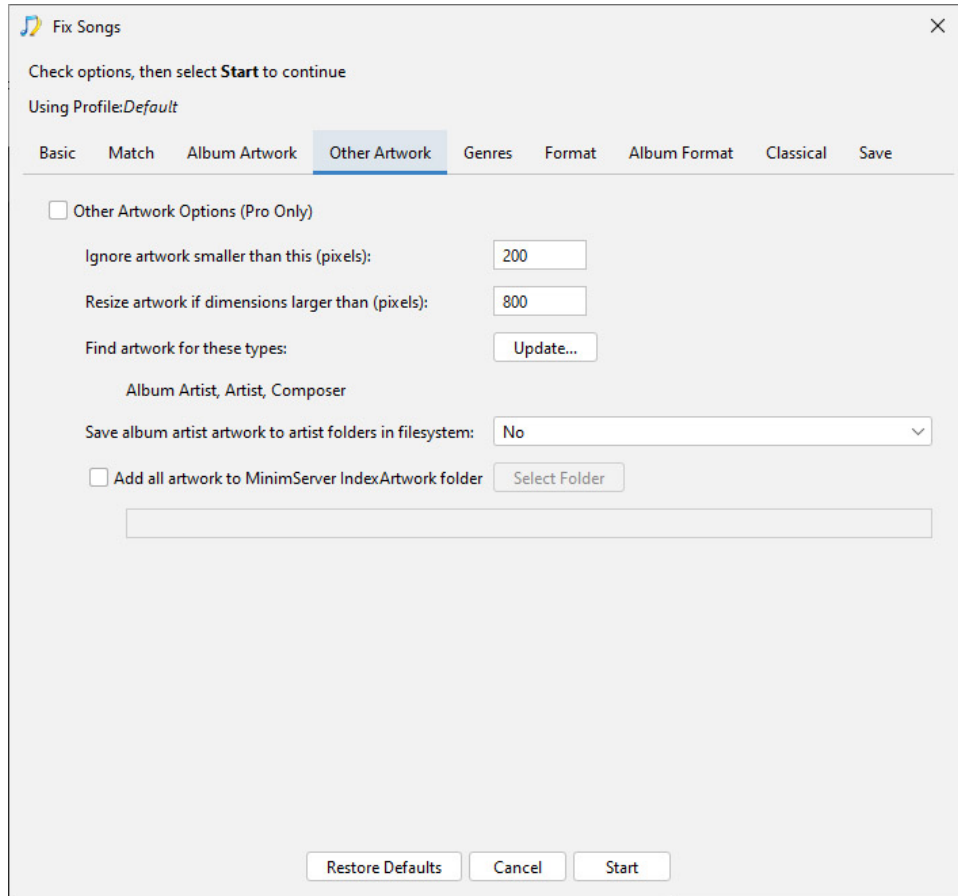 Fix Songs
Check options, then select Start to continue
Using Profile:Default
Basic Match Album Artwork Other Artwork Genres Format Album Format Classical Save
Other Artwork Options (Pro Only)
Ignore artwork smaller than this (pixels): 200
Resize artwork if dimensions larger than (pixels): 800
Find artwork for these types: Update...
Album Artist, Artist, Composer
Save album artist artwork to artist folders in filesystem: No
Add all artwork to MinimServer IndexArtwork folder Select Folder
Restore Defaults Cancel Start